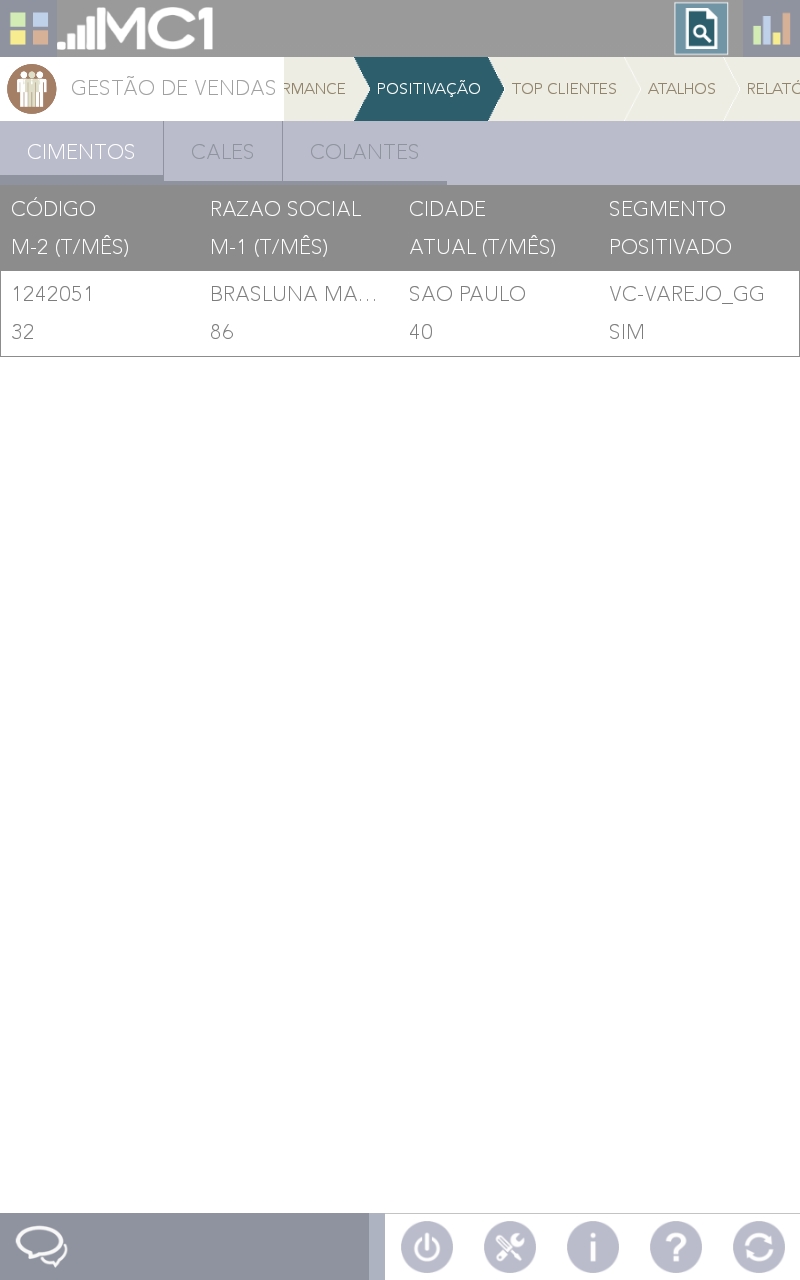 MC1
GESTÃO DE VENDAS
RMANCE
POSITIVAÇÃO
TOP CLIENTES
ATALHOS
RELATÓ
CIMENTOS
CALES
COLANTES
CÓDIGO RAZAO SOCIAL CIDADE SEGMENTO
M-2 (T/MÊS) M-1 (T/MÊS) ATUAL (T/MÊS) POSITIVADO
1242051 BRASLUNA MA... SAO PAULO VC-VAREJO_GG
32 86 40 SIM